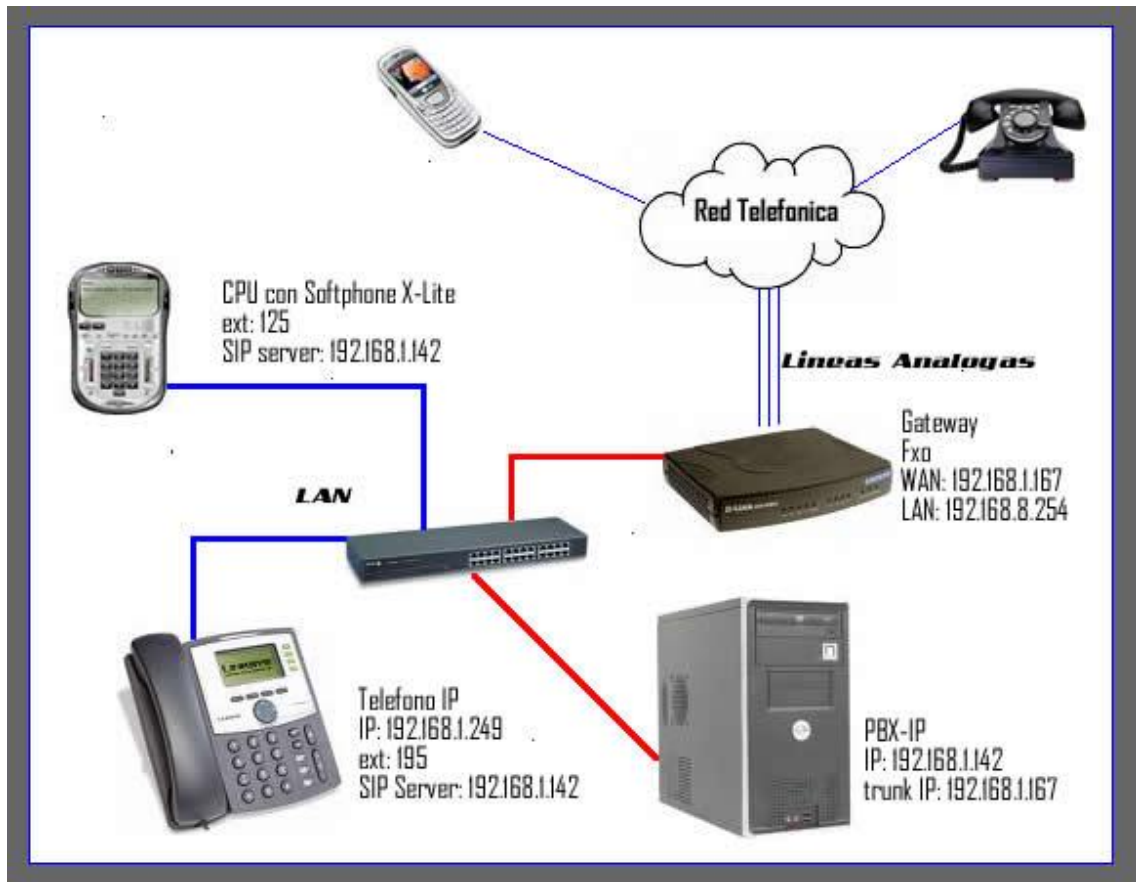 Red Telefonica
CPU con Softphone X-Lite
ext: 125
SIP server: 192.168.1.142
Lineas Analogas
Gateway
Fxo
WAN: 192.168.1.167
LAN: 192.168.8.254
LAN
D-Link
Linksys
Telefono IP
IP: 192.168.1.249
ext: 195
SIP Server: 192.168.1.142
PBX-IP
IP: 192.168.1.142
trunk IP: 192.168.1.167